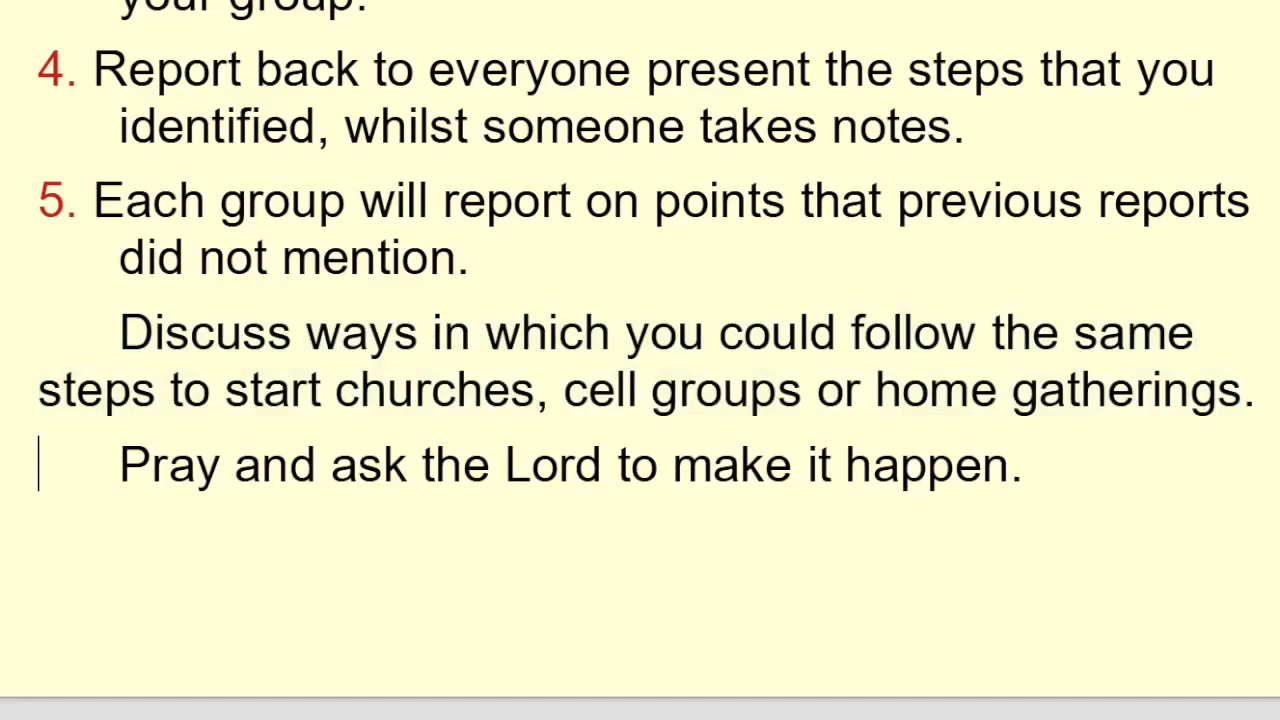 your group.
4. Report back to everyone present the steps that you
identified, whilst someone takes notes.
5. Each group will report on points that previous reports
did not mention.
Discuss ways in which you could follow the same
steps to start churches, cell groups or home gatherings.
Pray and ask the Lord to make it happen.